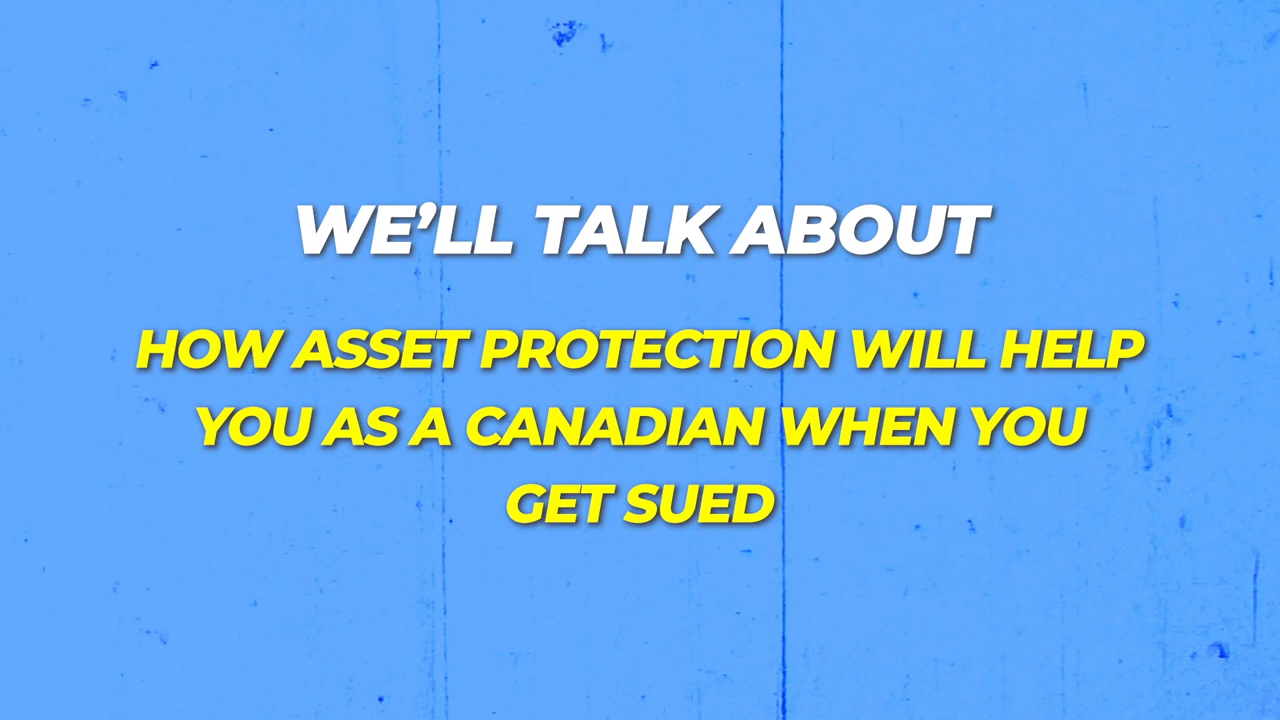 WE’LL TALK ABOUT
HOW ASSET PROTECTION WILL HELP
YOU AS A CANADIAN WHEN YOU
GET SUED